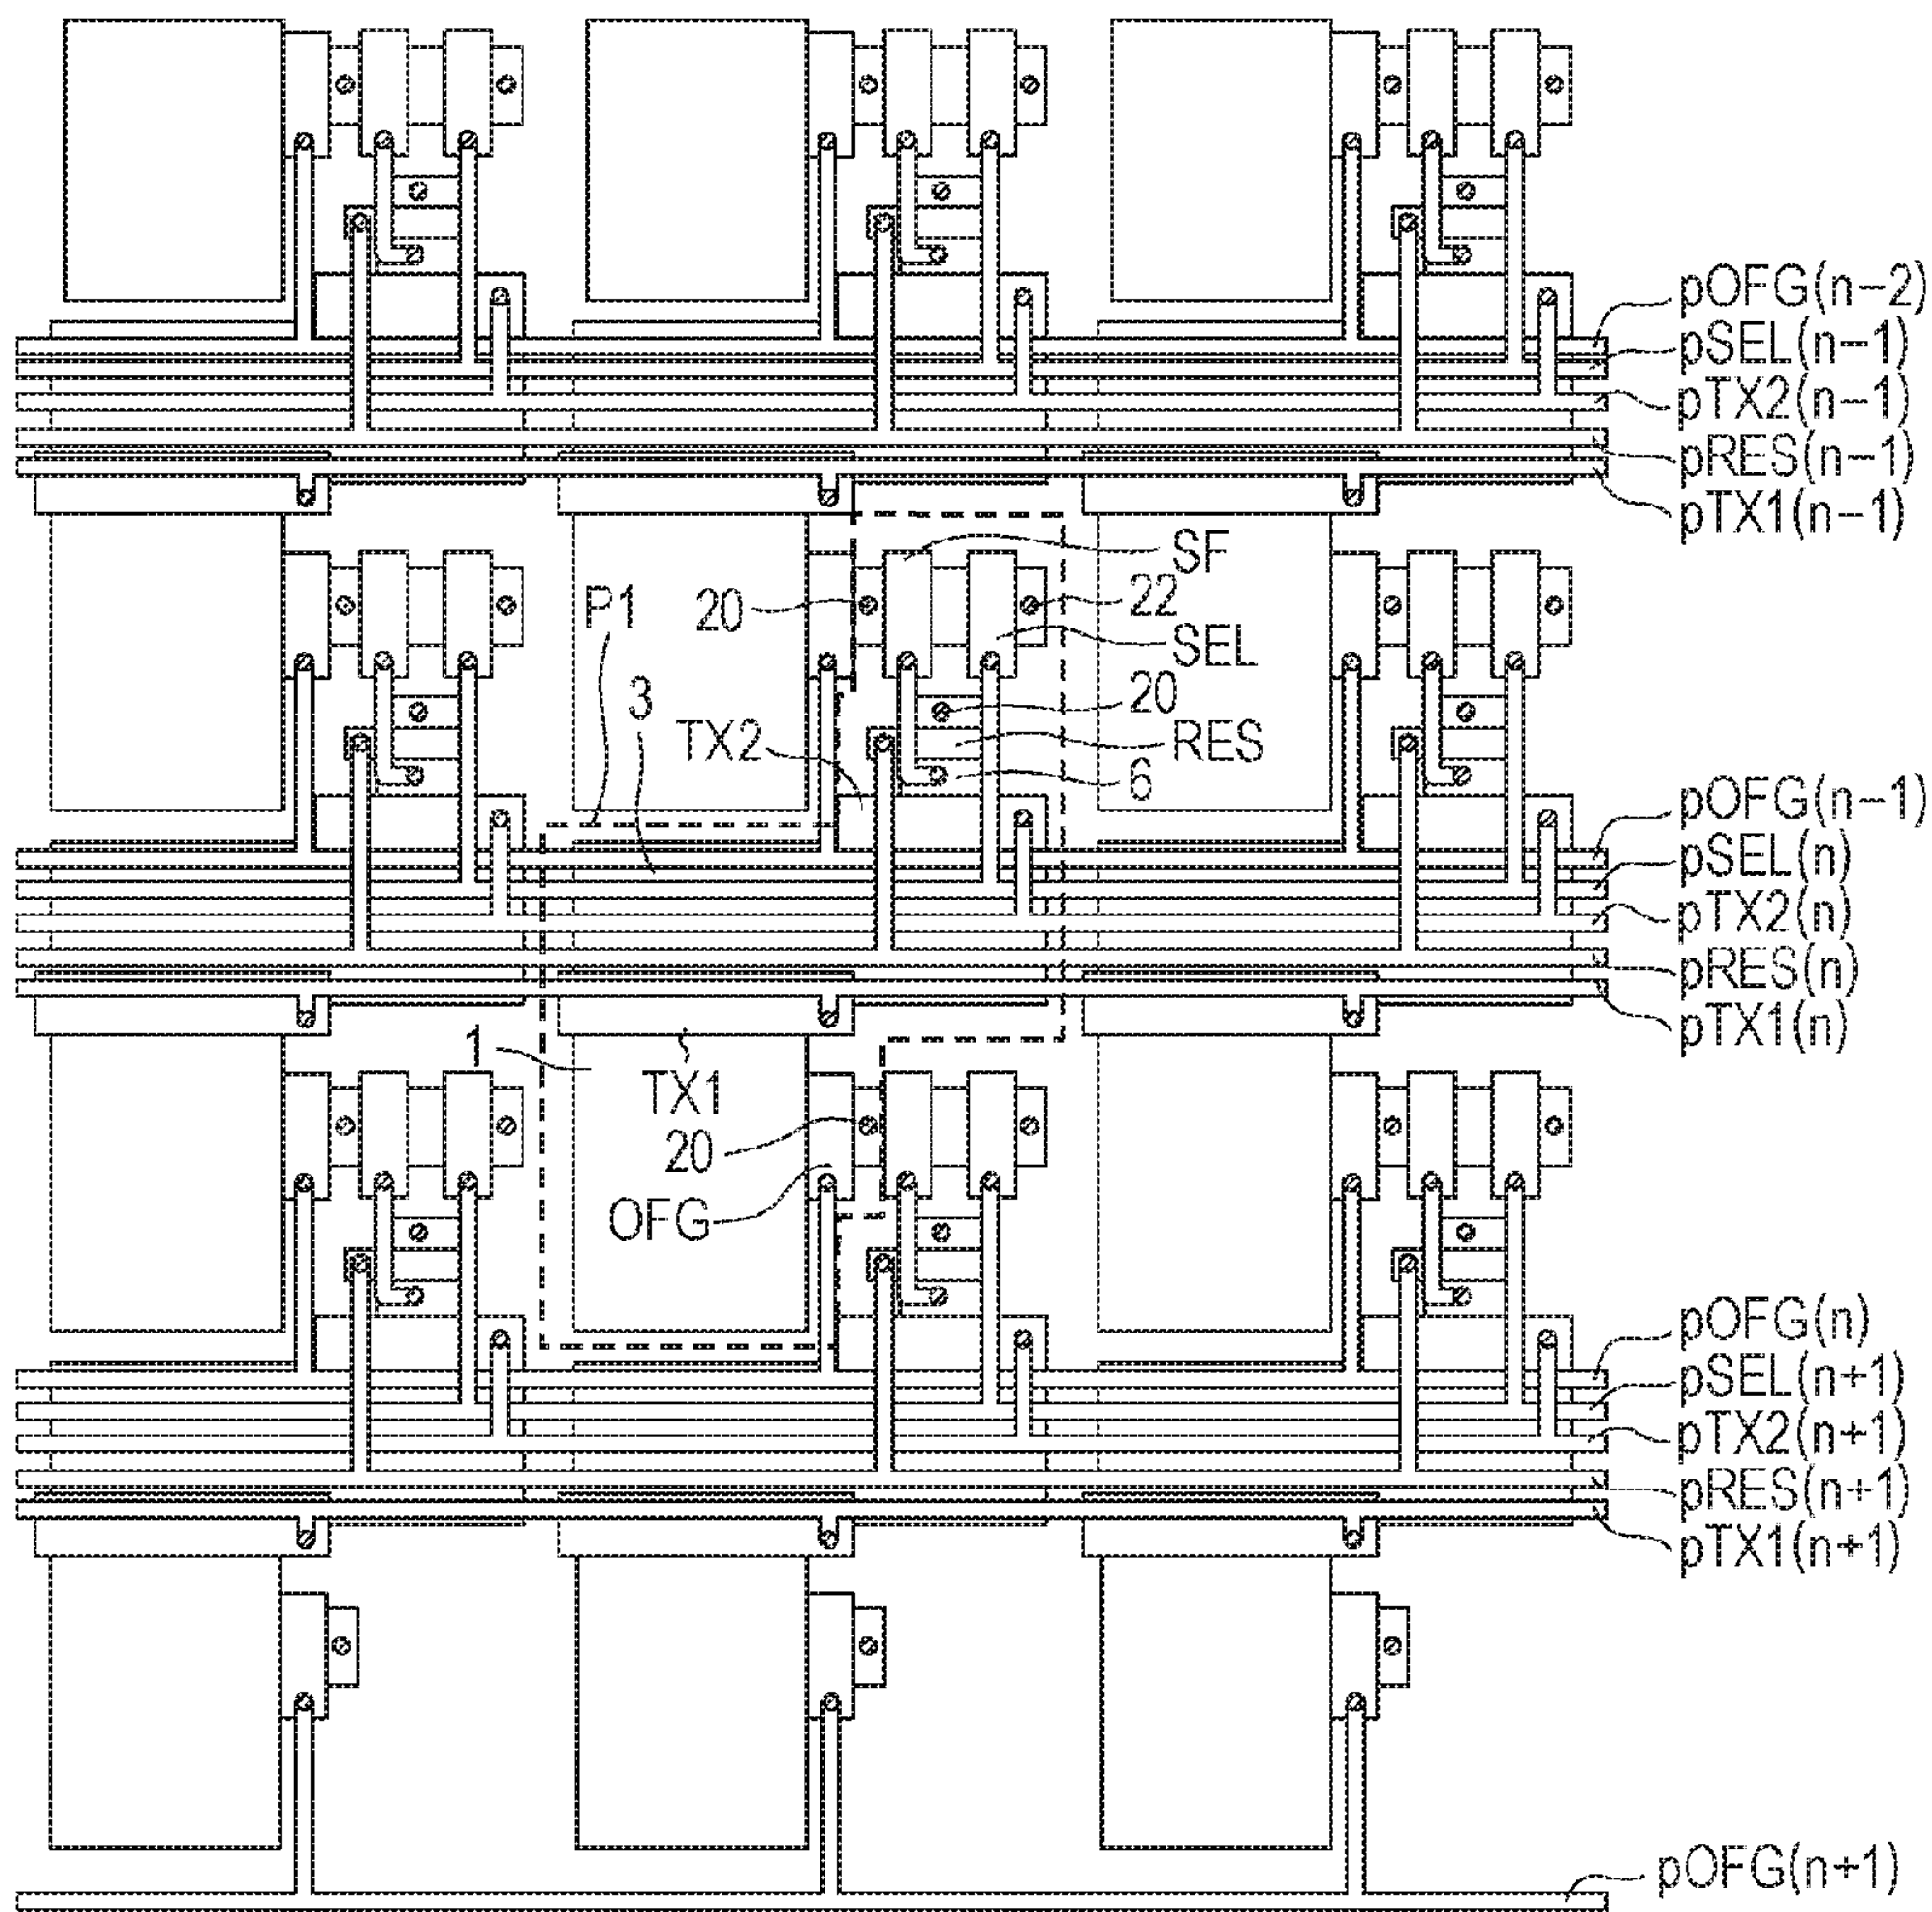 pOFG(n−2)
pSEL(n−1)
pTX2(n−1)
pRES(n−1)
pTX1(n−1)
SF
P1
20
22
SEL
3
20
TX2
RES
6
pOFG(n−1)
pSEL(n)
pTX2(n)
pRES(n)
pTX1(n)
1
TX1
20
OFG
pOFG(n)
pSEL(n+1)
pTX2(n+1)
pRES(n+1)
pTX1(n+1)
pOFG(n+1)